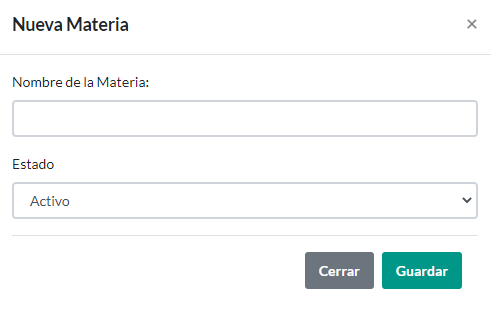 Nueva Materia
×
Nombre de la Materia:
Estado
Activo
Cerrar
Guardar